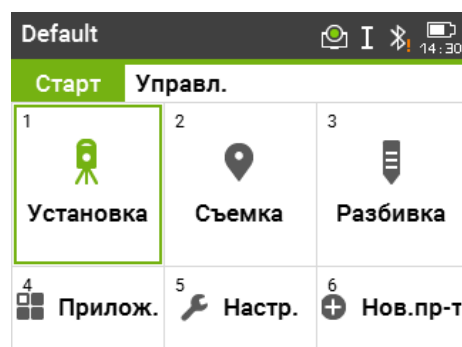 Default
14:30
Старт Управл.
1 2 3
Установка Съемка Разбивка
4 5 6
Прилож. Настр. Нов.пр-т